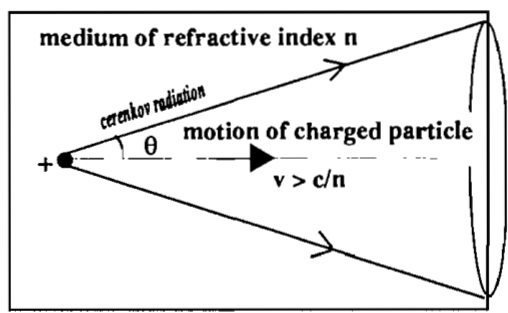 medium of refractive index n
cerenkov radiation
θ
motion of charged particle
+
v > c/n